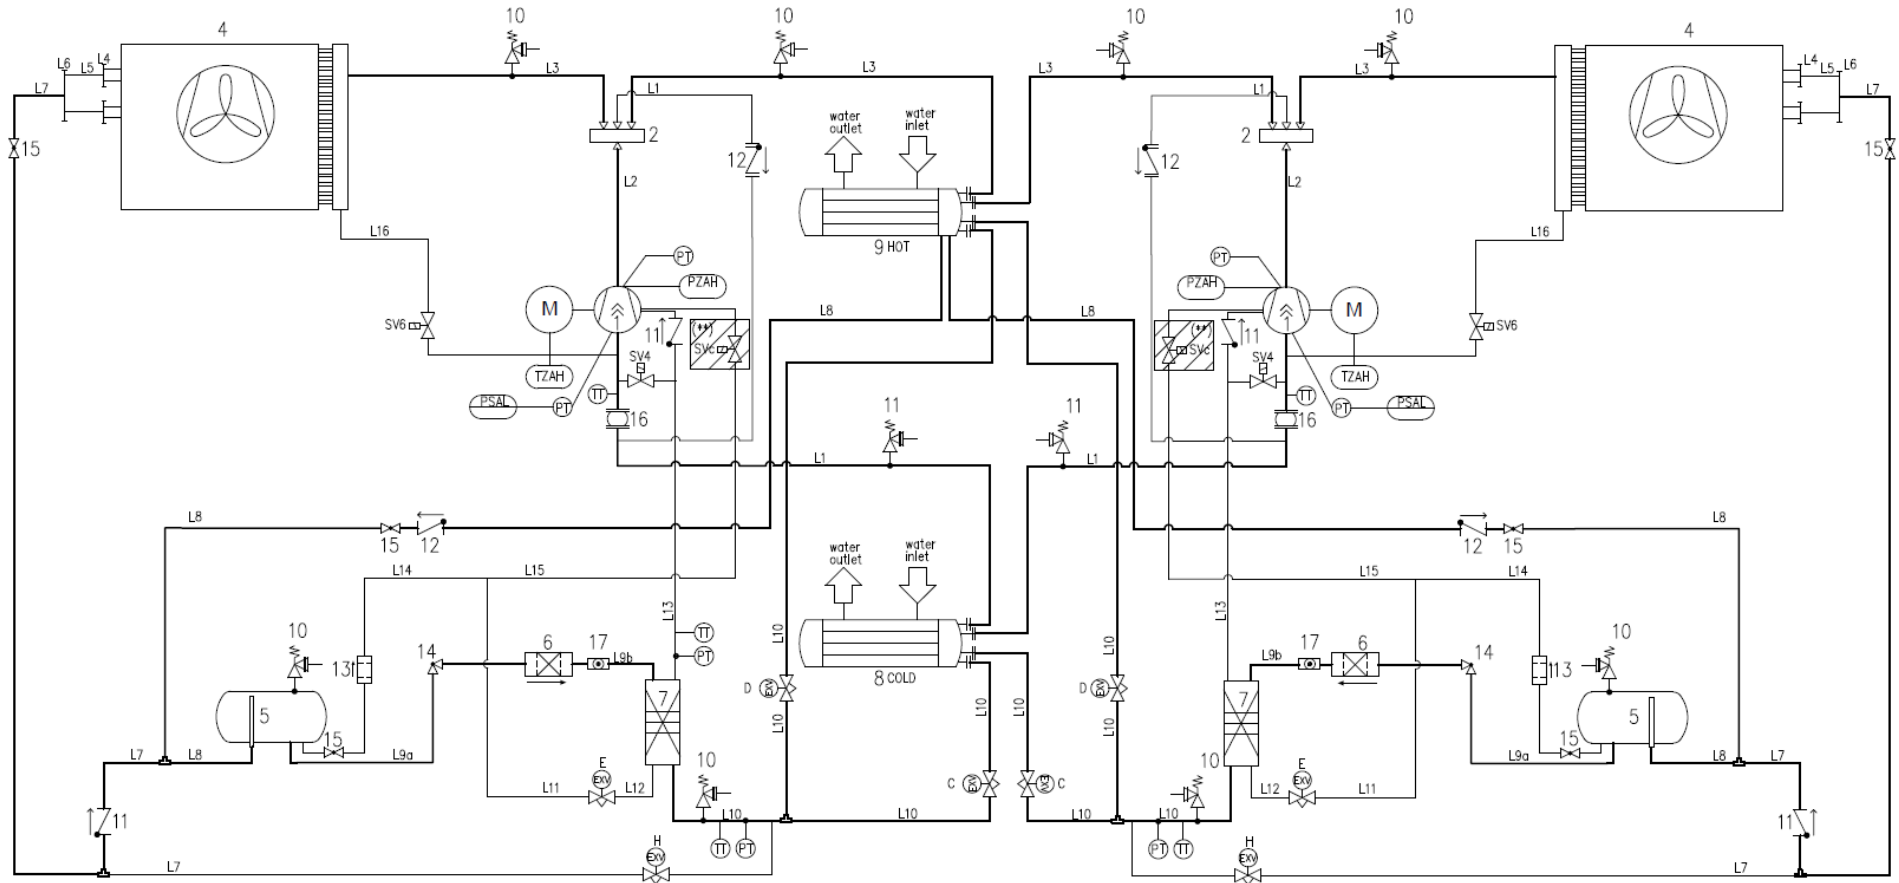 10
10
10
10
4
4
L6
L5
L4
L7
L3
L3
L3
L3
L4
L5
L6
L7
L1
L1
2
2
water
outlet
water
inlet
15
15
12
12
L2
L2
9 HOT
L16
L16
PT
PT
PZAH
PZAH
M
M
L8
L8
SV6
SV6
(**)
(**)
11
11
SVc
SVc
SV4
SV4
TZAH
TZAH
TT
TT
PSAL
PT
PT
PSAL
16
16
11
11
L1
L1
L8
L8
15
12
12
15
water
outlet
water
inlet
L14
L15
L15
L14
L13
L13
10
10
13
13
14
14
6
17
L9b
L9b
17
6
TT
PT
L10
L10
8 COLD
D
EXV
D
EXV
7
7
5
5
15
15
L10
L10
L10
L10
L7
L8
L9a
L9a
L8
L7
10
10
E
EXV
E
EXV
L11
L12
L12
L11
C
EXV
EXV
C
11
11
L10
L10
L10
L10
TT
PT
PT
TT
H
EXV
H
EXV
L7
L7